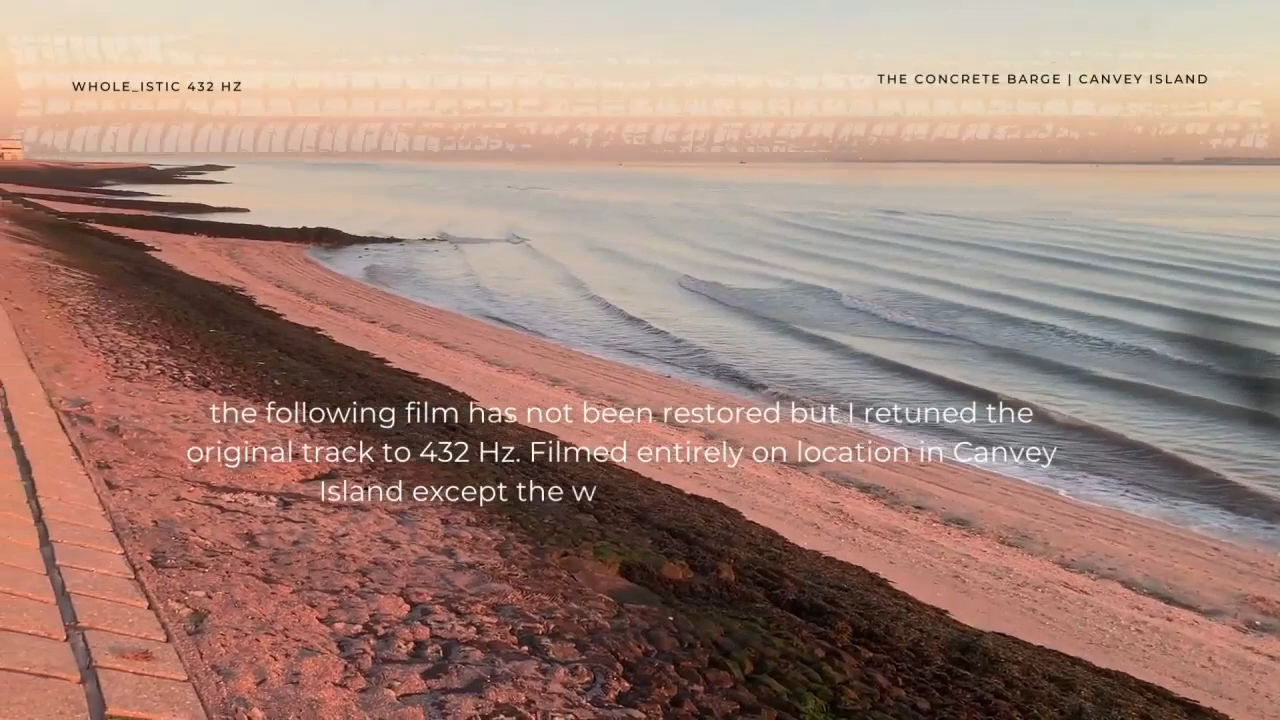 WHOLE_ISTIC 432 HZ
THE CONCRETE BARGE | CANVEY ISLAND
the following film has not been restored but I retuned the
original track to 432 Hz. Filmed entirely on location in Canvey
Island except the w